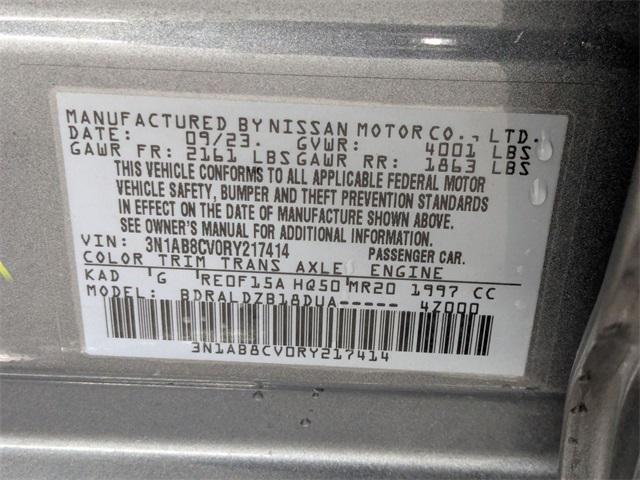 MANUFACTURED BY NISSAN MOTOR CO., LTD.
DATE: 09/23. GVWR: 4001 LBS
GAWR FR: 2161 LBS GAWR RR: 1863 LBS
THIS VEHICLE CONFORMS TO ALL APPLICABLE FEDERAL MOTOR
VEHICLE SAFETY, BUMPER AND THEFT PREVENTION STANDARDS
IN EFFECT ON THE DATE OF MANUFACTURE SHOWN ABOVE.
SEE OWNER'S MANUAL FOR ADDITIONAL INFORMATION.
VIN: 3N1AB8CV0RY217414 PASSENGER CAR.
COLOR TRIM TRANS AXLE ENGINE
KAD G RE0F15A HQ50 MR20 1997 CC
MODEL: BDRALDZB18DUA----- 4Z000
3N1AB8CV0RY217414